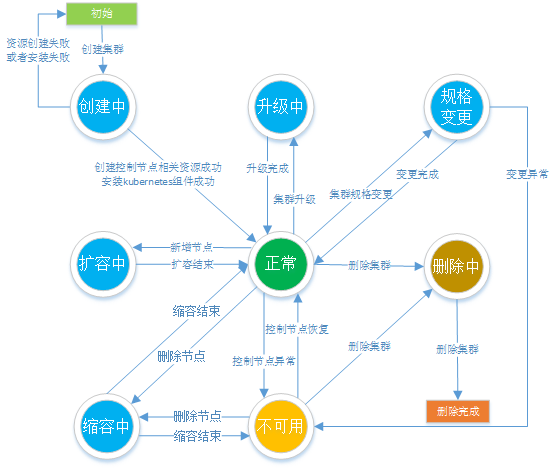 初始
资源创建失败
或者安装失败
创建集群
创建中
升级中
规格
变更
创建控制节点相关资源成功
安装kubernetes组件成功
升级完成
集群升级
集群规格变更
变更完成
变更异常
扩容中
新增节点
扩容结束
正常
删除集群
删除中
缩容结束
删除节点
控制节点恢复
控制节点异常
删除集群
删除集群
缩容中
删除节点
缩容结束
不可用
删除完成